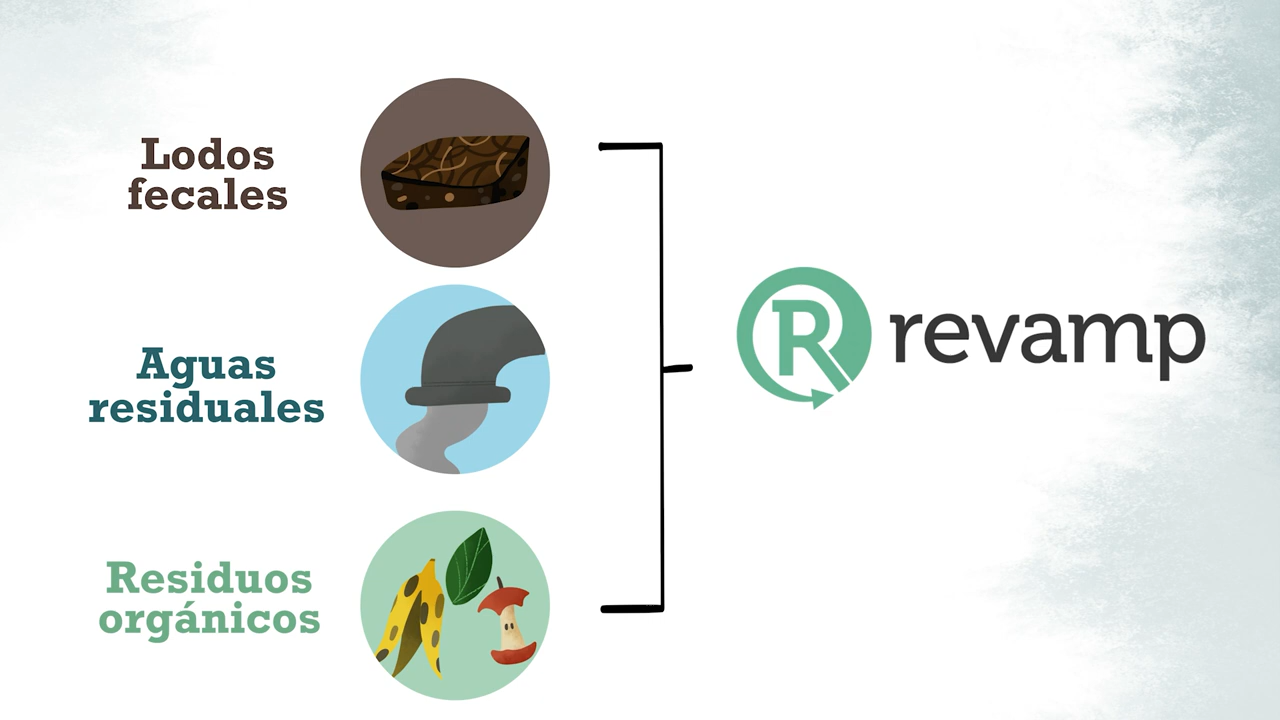 Lodos
fecales
Aguas
residuales
Residuos
orgánicos
R revamp